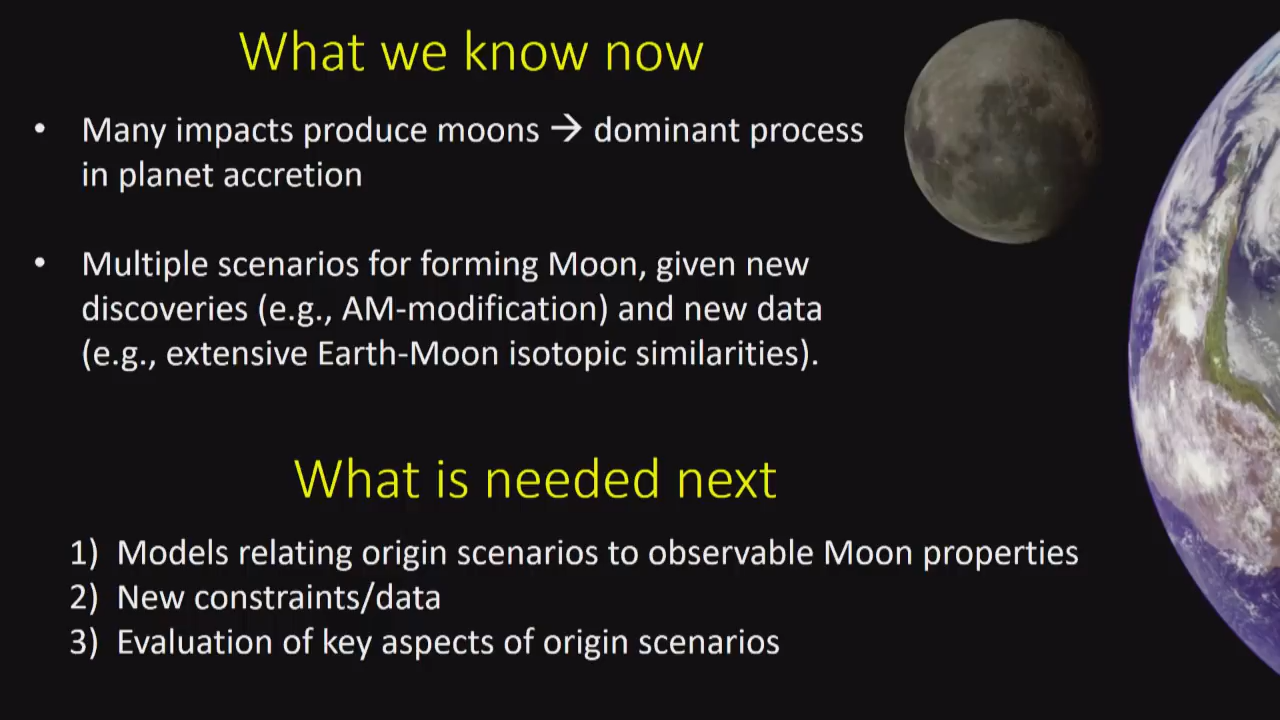 What we know now
• Many impacts produce moons → dominant process
in planet accretion
• Multiple scenarios for forming Moon, given new
discoveries (e.g., AM-modification) and new data
(e.g., extensive Earth-Moon isotopic similarities).
What is needed next
1) Models relating origin scenarios to observable Moon properties
2) New constraints/data
3) Evaluation of key aspects of origin scenarios